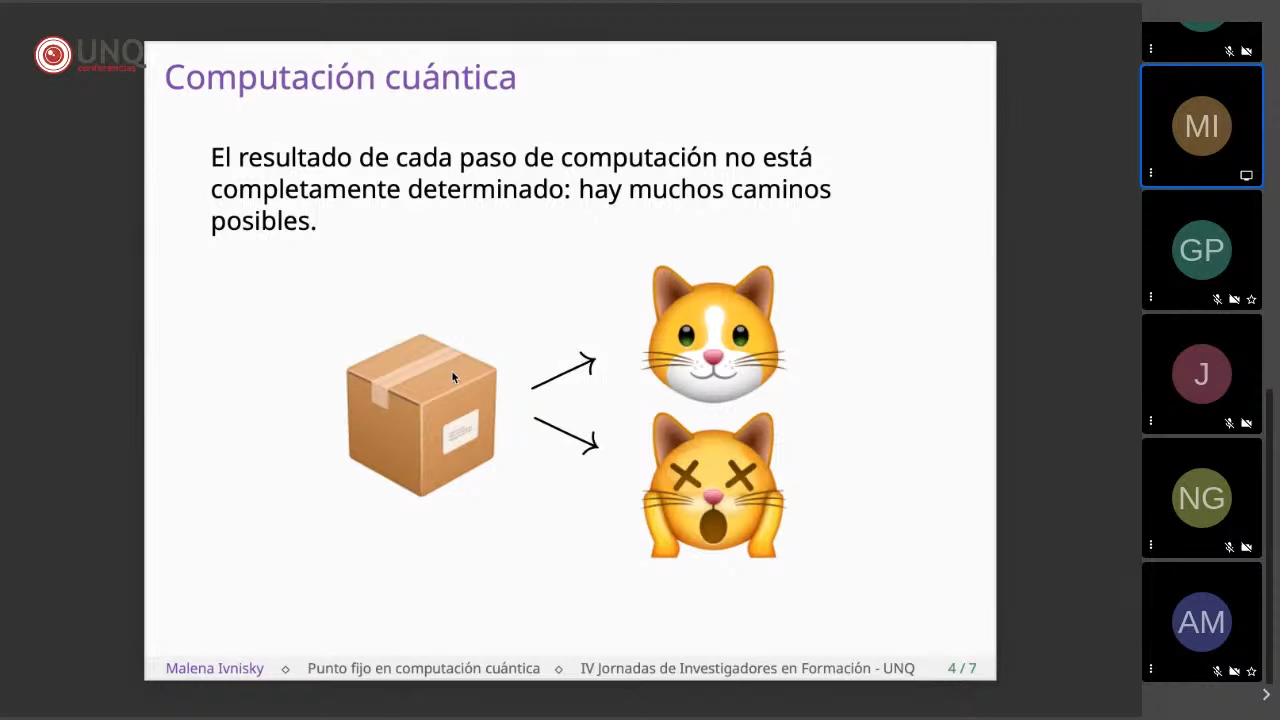 UNQ
conferencias
Computación cuántica
El resultado de cada paso de computación no está
completamente determinado: hay muchos caminos
posibles.
Malena Ivnisky ◇ Punto fijo en computación cuántica ◇ IV Jornadas de Investigadores en Formación - UNQ 4 / 7
MI
GP
J
NG
AM